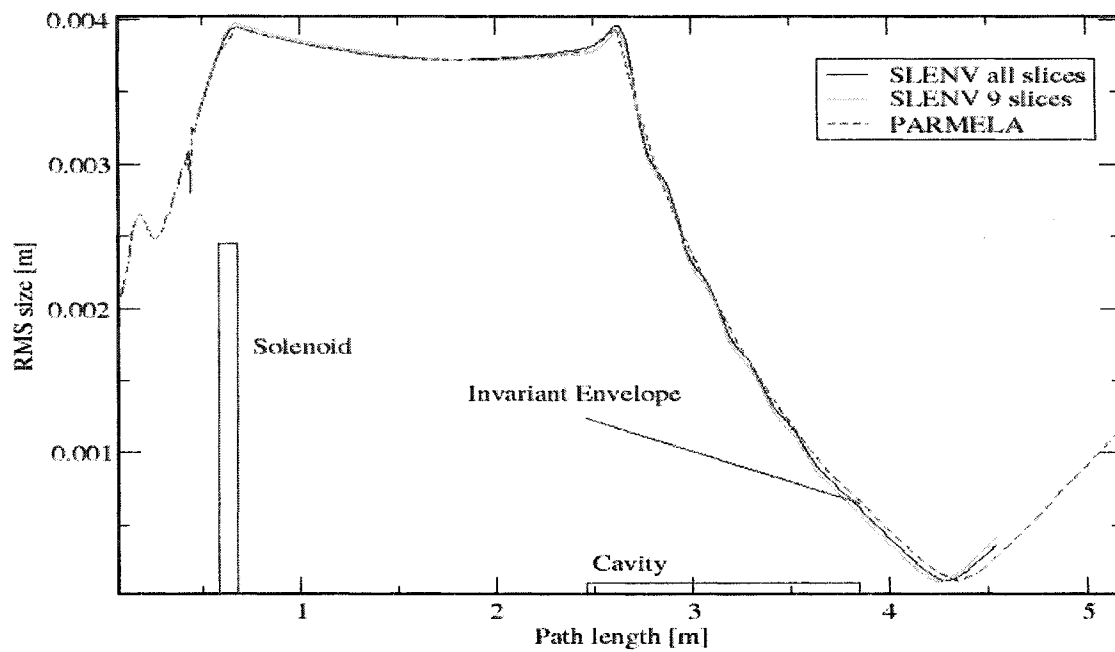 0.004
0.003
0.002
0.001
RMS size [m]
SLENV all slices
SLENV 9 slices
PARMELA
Solenoid
Invariant Envelope
Cavity
1
2
3
4
5
Path length [m]